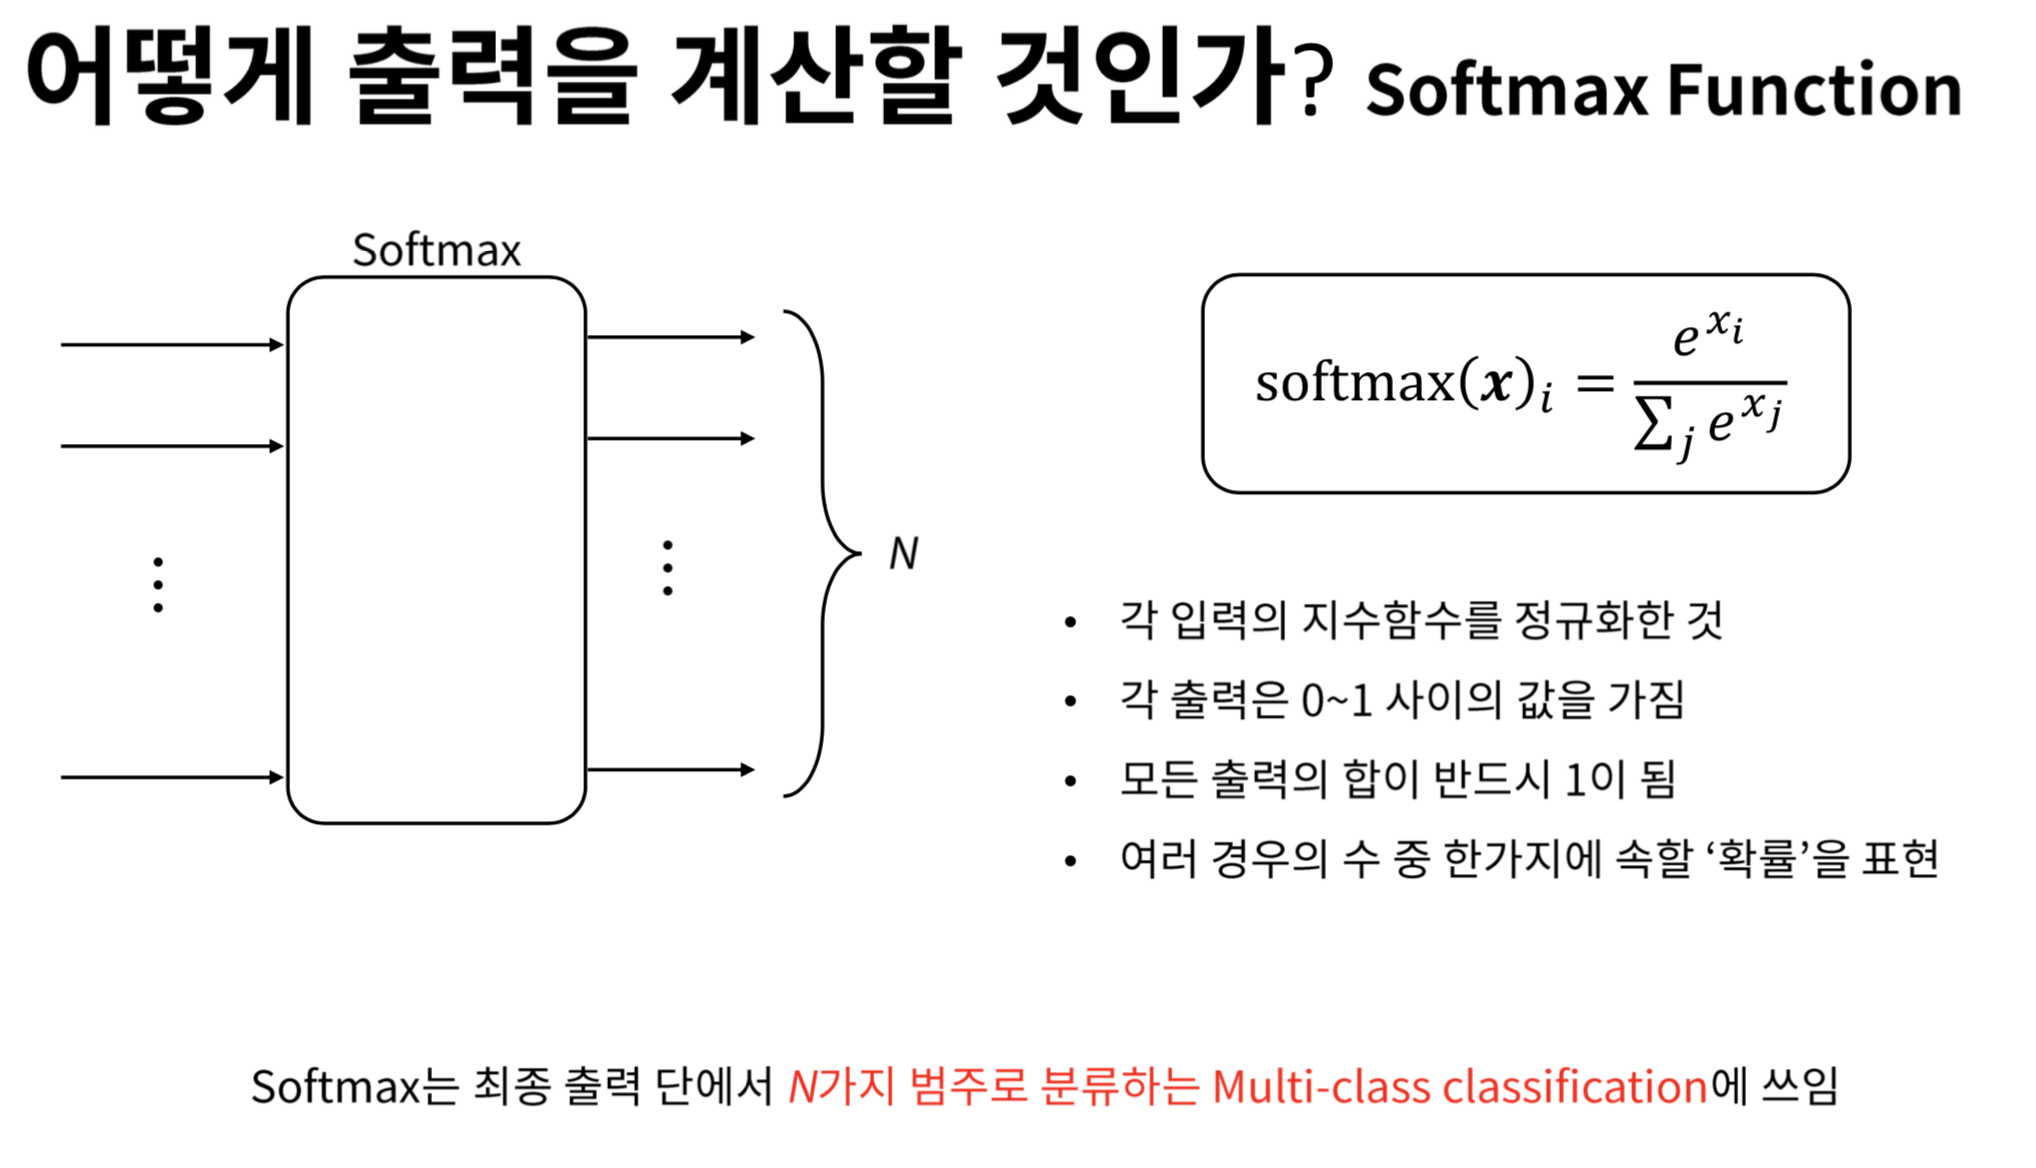 어떻게 출력을 계산할 것인가? Softmax Function
Softmax
N
softmax(𝒙)ᵢ = e^{x_i} / ∑_j e^{x_j}
• 각 입력의 지수함수를 정규화한 것
• 각 출력은 0~1 사이의 값을 가짐
• 모든 출력의 합이 반드시 1이 됨
• 여러 경우의 수 중 한가지에 속할 ‘확률’을 표현
Softmax는 최종 출력 단에서 N가지 범주로 분류하는 Multi-class classification에 쓰임